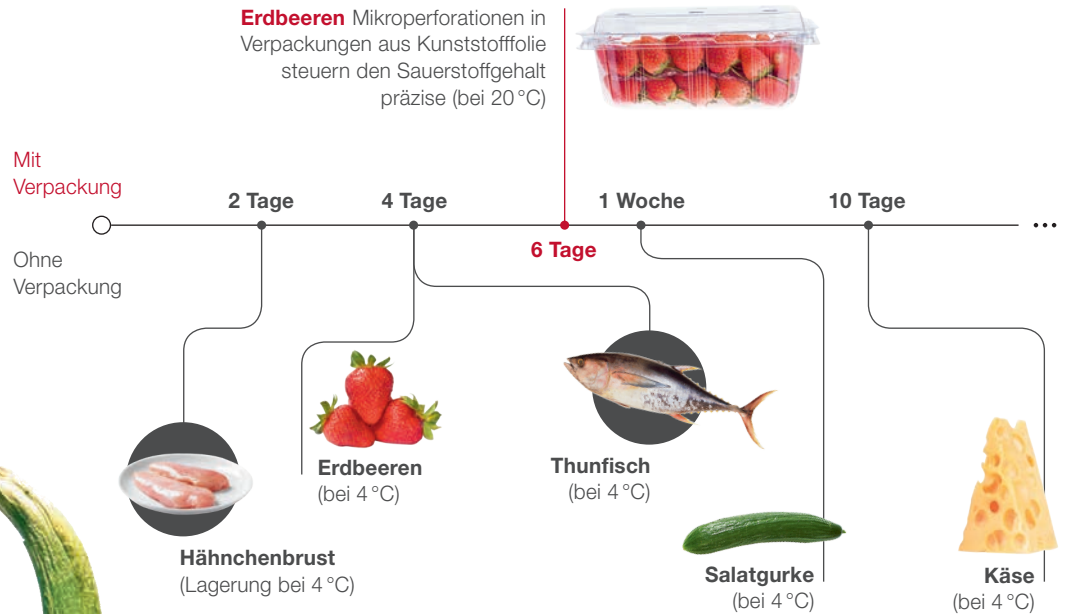 Erdbeeren Mikroperforationen in
Verpackungen aus Kunststofffolie
steuern den Sauerstoffgehalt
präzise (bei 20 °C)
Mit
Verpackung
2 Tage
4 Tage
1 Woche
10 Tage
6 Tage
Ohne
Verpackung
Erdbeeren
(bei 4 °C)
Thunfisch
(bei 4 °C)
Hähnchenbrust
(Lagerung bei 4 °C)
Salatgurke
(bei 4 °C)
Käse
(bei 4 °C)